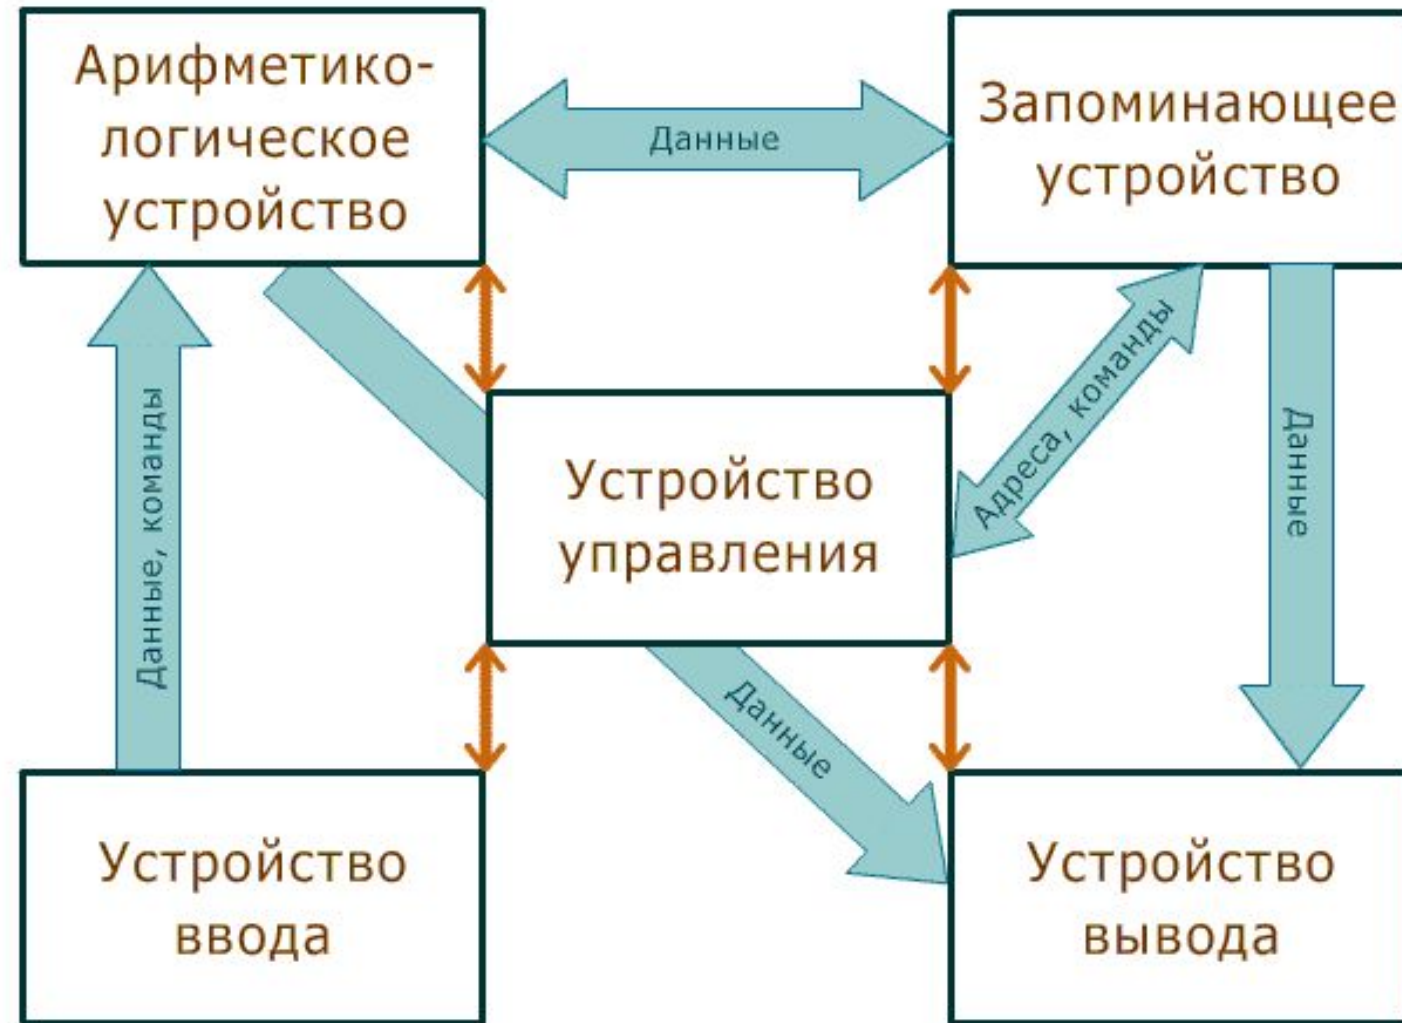 Арифметико-
логическое
устройство
Данные
Запоминающее
устройство
Данные, команды
Устройство
управления
Адреса, команды
Данные
Данные
Устройство
ввода
Устройство
вывода